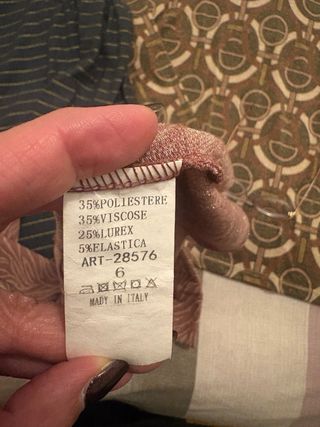 35%POLIESTERE
35%VISCOSE
25%LUREX
5%ELASTICA
ART-28576
6
MADE IN ITALY